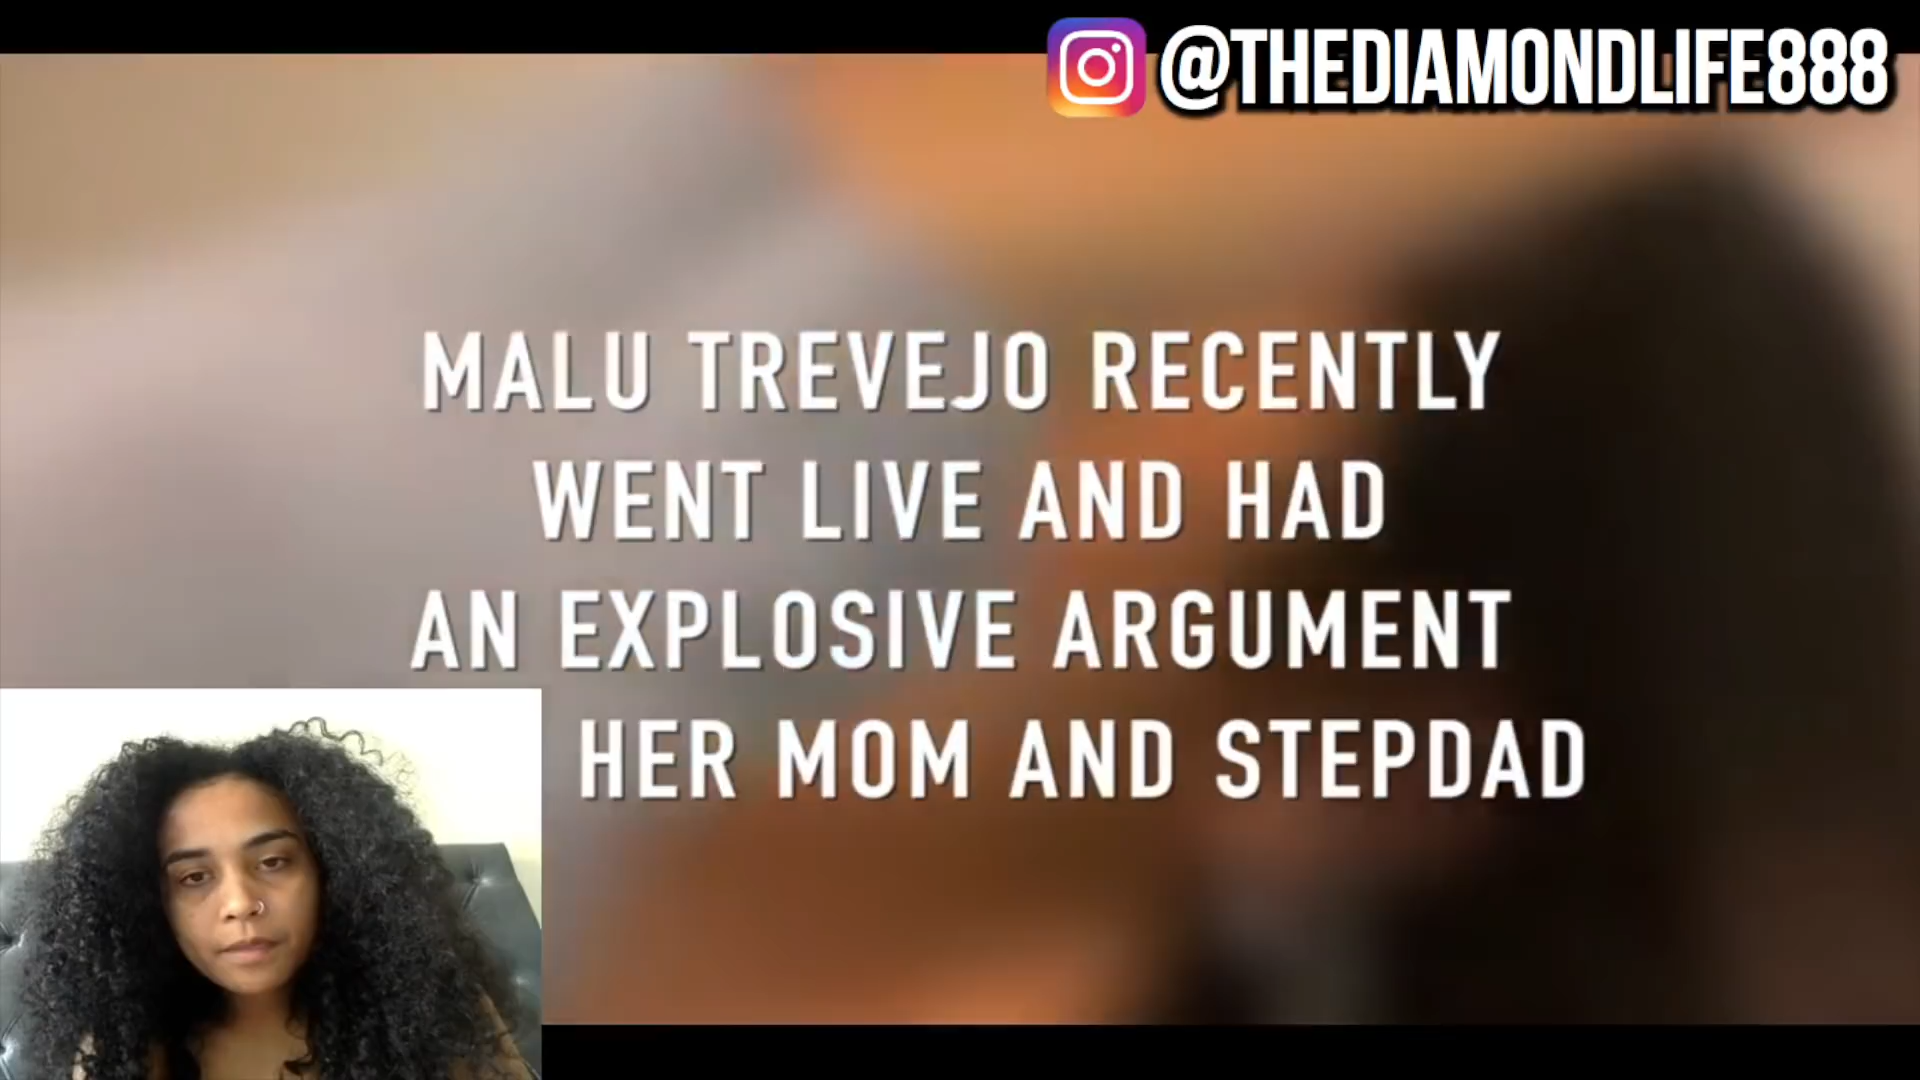 @THEDIAMONDLIFE888
MALU TREVEJO RECENTLY
WENT LIVE AND HAD
AN EXPLOSIVE ARGUMENT
HER MOM AND STEPDAD